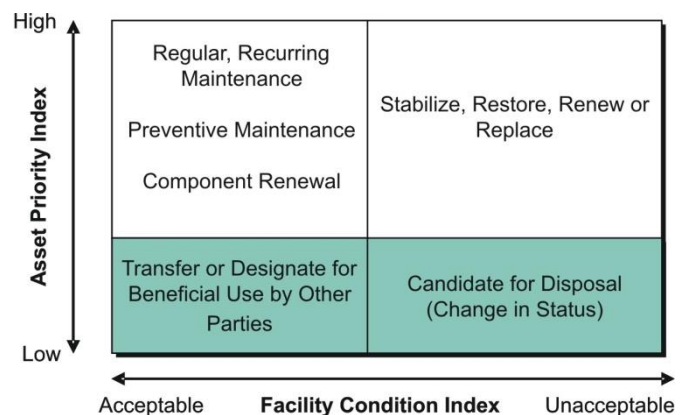 High
Regular, Recurring
Maintenance
Preventive Maintenance
Component Renewal
Stabilize, Restore, Renew or
Replace
Asset Priority Index
Transfer or Designate for
Beneficial Use by Other
Parties
Candidate for Disposal
(Change in Status)
Low
Acceptable Facility Condition Index Unacceptable